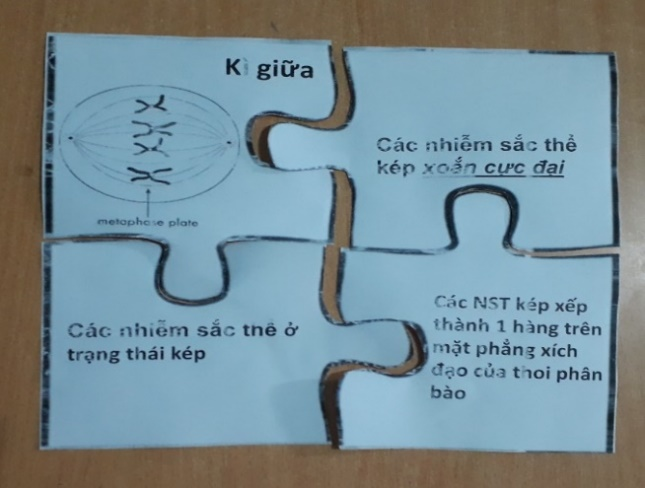 Kì giữa
metaphase plate
Các nhiễm sắc thể
kép xoắn cực đại
Các nhiễm sắc thể ở
trạng thái kép
Các NST kép xếp
thành 1 hàng trên
mặt phẳng xích
đạo của thoi phân
bào